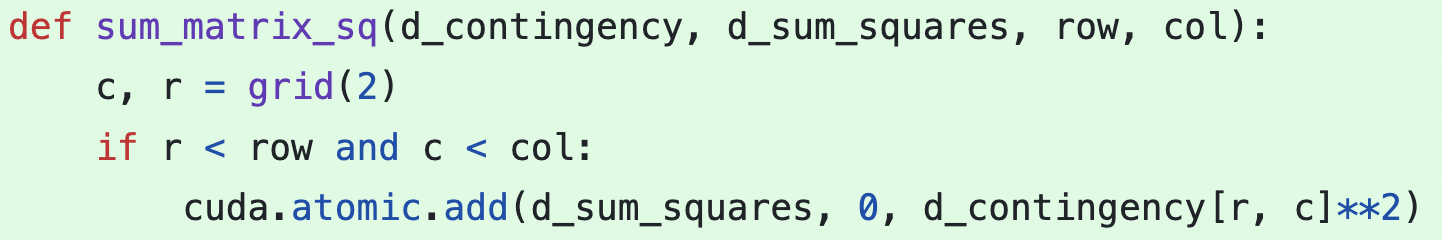 def sum_matrix_sq(d_contingency, d_sum_squares, row, col):
    c, r = grid(2)
    if r < row and c < col:
        cuda.atomic.add(d_sum_squares, 0, d_contingency[r, c]**2)